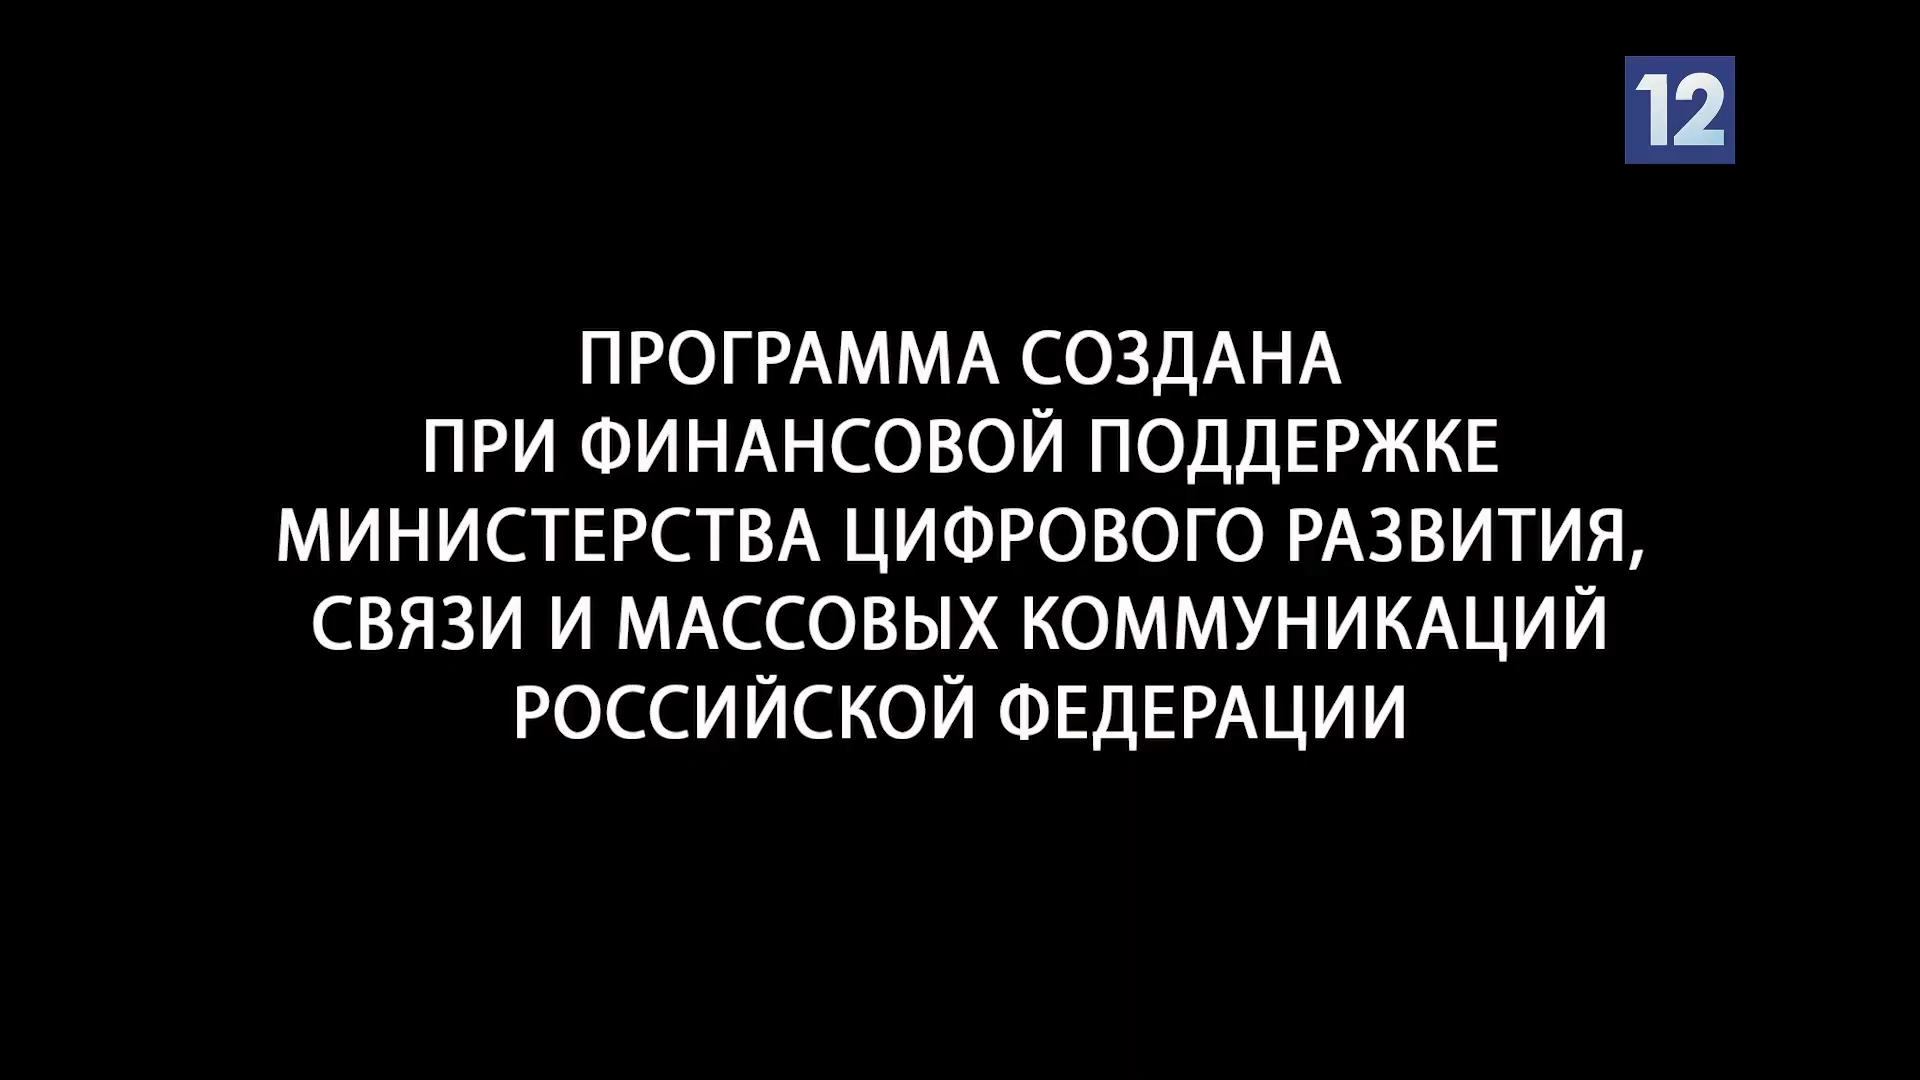 12
ПРОГРАММА СОЗДАНА
ПРИ ФИНАНСОВОЙ ПОДДЕРЖКЕ
МИНИСТЕРСТВА ЦИФРОВОГО РАЗВИТИЯ,
СВЯЗИ И МАССОВЫХ КОММУНИКАЦИЙ
РОССИЙСКОЙ ФЕДЕРАЦИИ